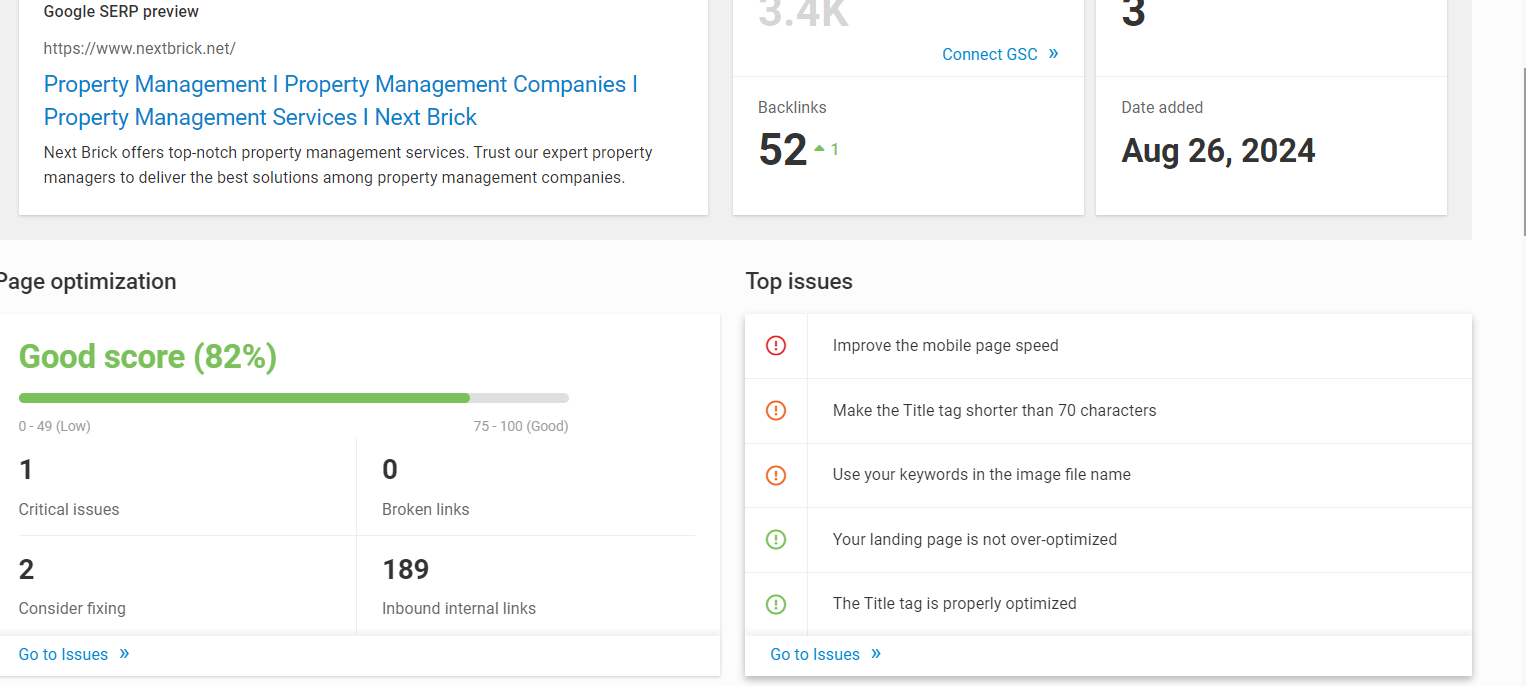 Google SERP preview
https://www.nextbrick.net/
Property Management I Property Management Companies I
Property Management Services I Next Brick
Next Brick offers top-notch property management services. Trust our expert property
managers to deliver the best solutions among property management companies.
3.4K
Connect GSC »
Backlinks
52 1
3
Date added
Aug 26, 2024
Page optimization
Good score (82%)
0 - 49 (Low)
75 - 100 (Good)
1
Critical issues
0
Broken links
2
Consider fixing
189
Inbound internal links
Go to Issues »
Top issues
Improve the mobile page speed
Make the Title tag shorter than 70 characters
Use your keywords in the image file name
Your landing page is not over-optimized
The Title tag is properly optimized
Go to Issues »